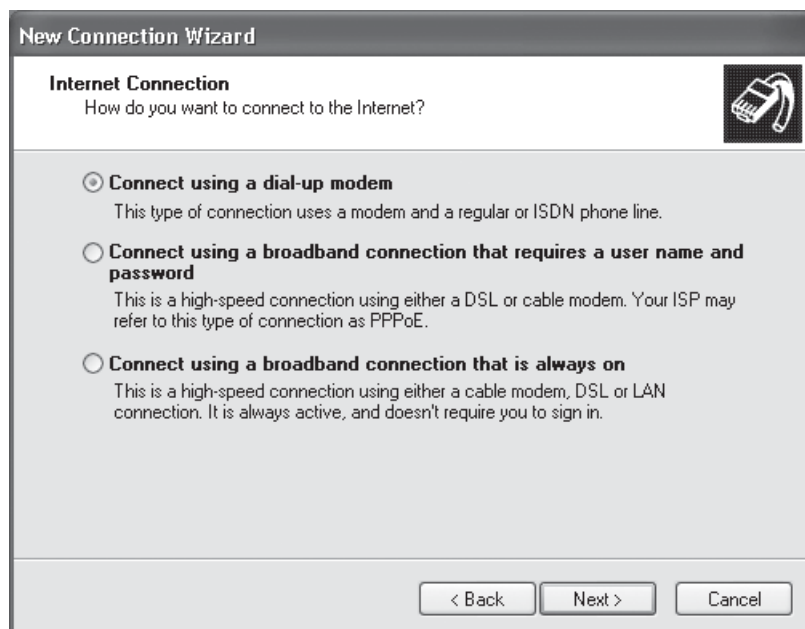 New Connection Wizard
Internet Connection
How do you want to connect to the Internet?
Connect using a dial-up modem
This type of connection uses a modem and a regular or ISDN phone line.
Connect using a broadband connection that requires a user name and
password
This is a high-speed connection using either a DSL or cable modem. Your ISP may
refer to this type of connection as PPPoE.
Connect using a broadband connection that is always on
This is a high-speed connection using either a cable modem, DSL or LAN
connection. It is always active, and doesn't require you to sign in.
< Back Next > Cancel